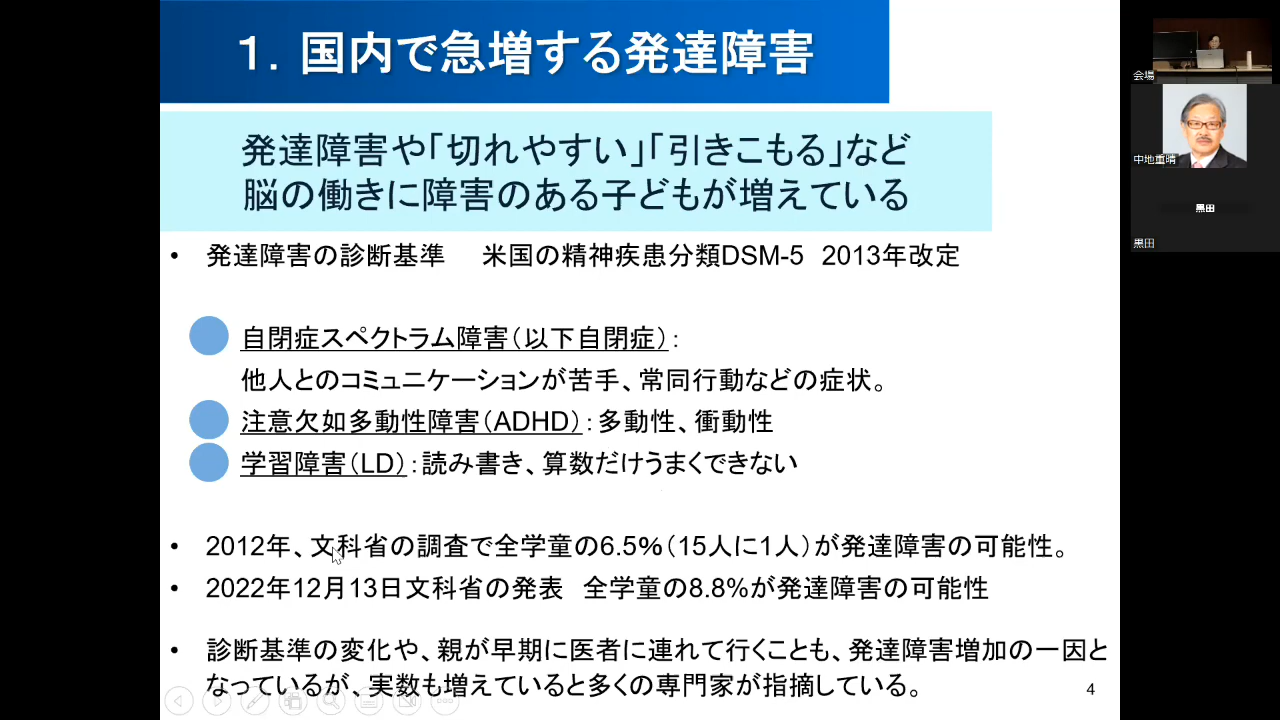 1．国内で急増する発達障害
発達障害や「切れやすい」「引きこもる」など
脳の働きに障害のある子どもが増えている
• 発達障害の診断基準　米国の精神疾患分類DSM-5　2013年改定
自閉症スペクトラム障害（以下自閉症）：
他人とのコミュニケーションが苦手、常同行動などの症状。
注意欠如多動性障害（ADHD）：多動性、衝動性
学習障害（LD）：読み書き、算数だけうまくできない
• 2012年、文科省の調査で全学童の6.5%（15人に1人）が発達障害の可能性。
• 2022年12月13日文科省の発表　全学童の8.8%が発達障害の可能性
• 診断基準の変化や、親が早期に医者に連れて行くことも、発達障害増加の一因と
なっているが、実数も増えていると多くの専門家が指摘している。
4
会場
中地重晴
黒田
黒田